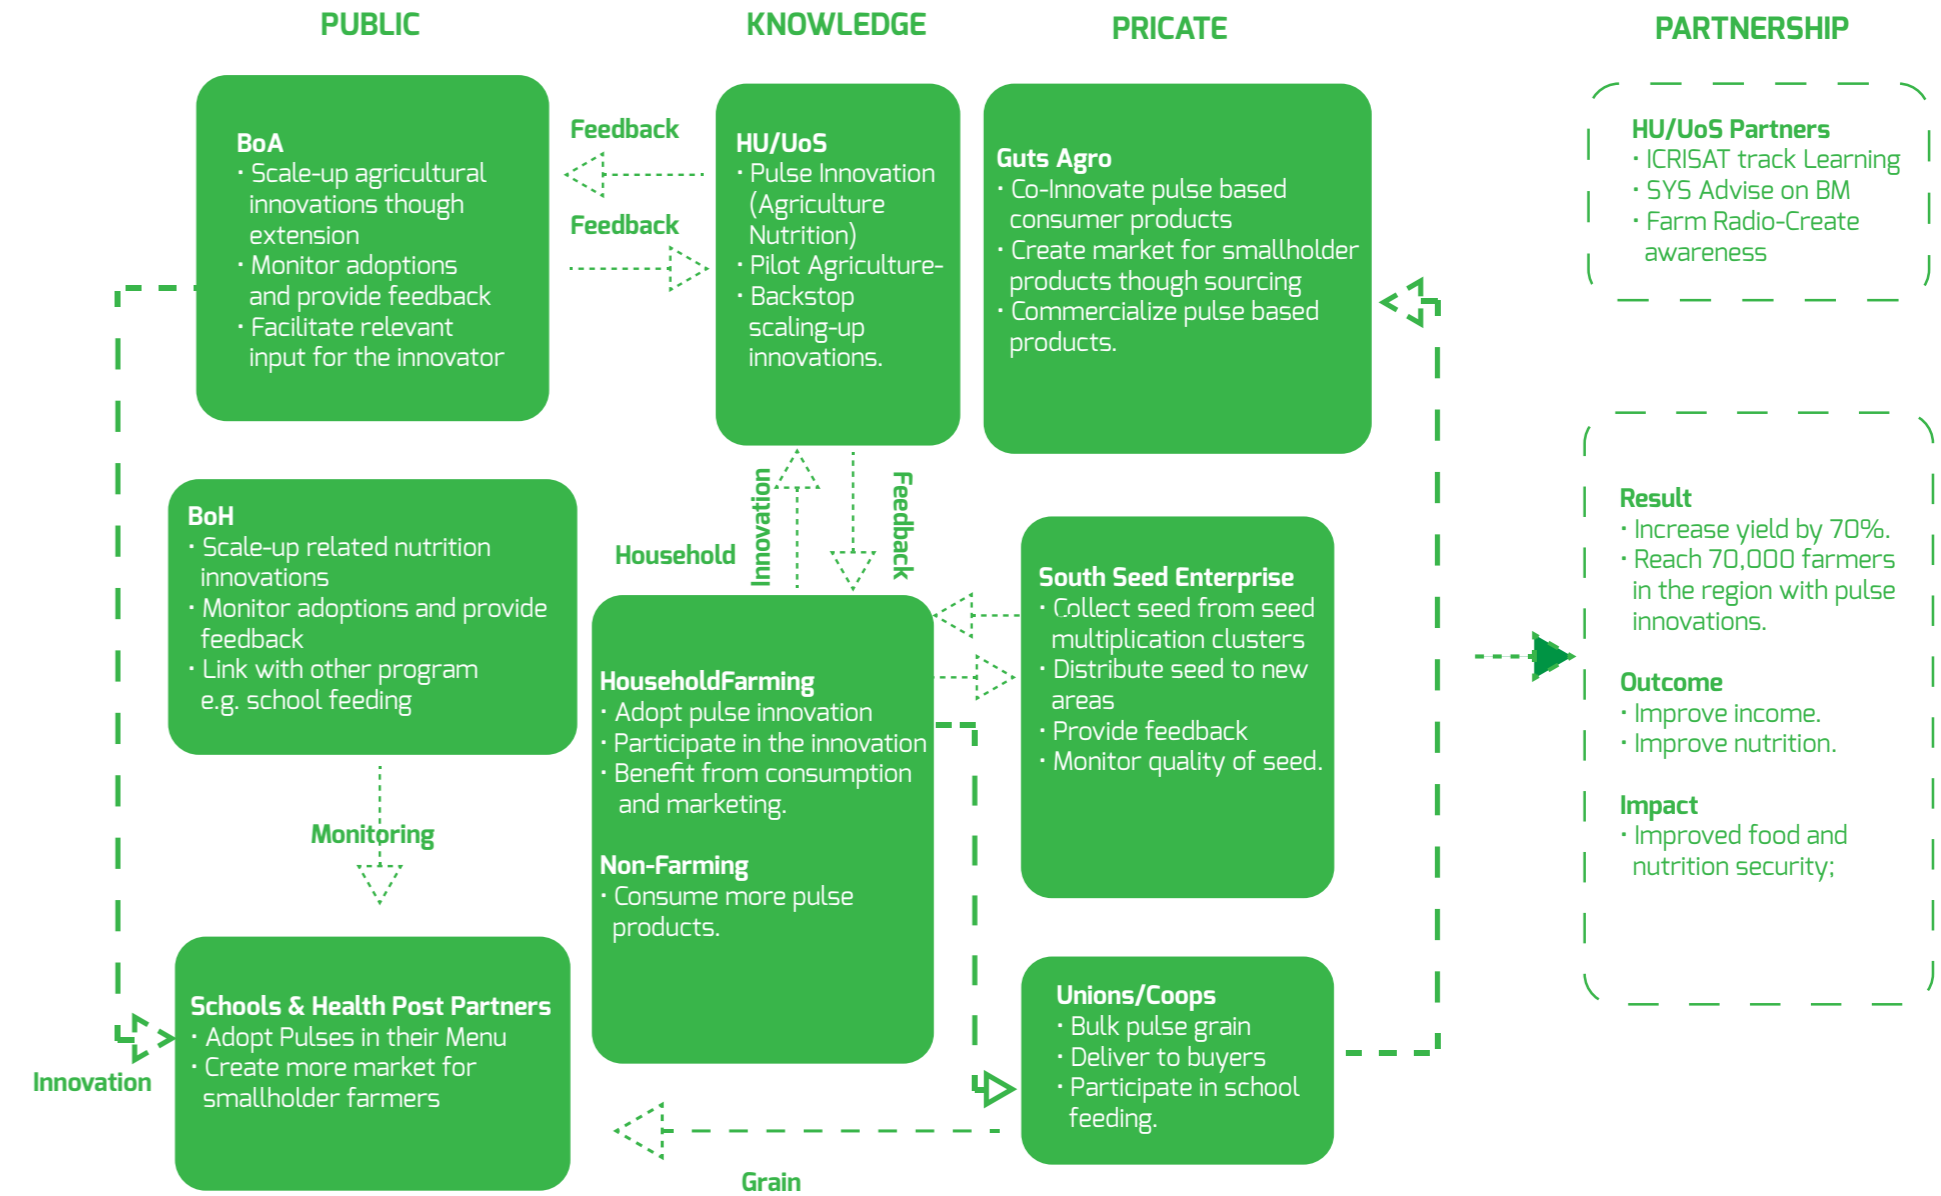 PUBLIC
KNOWLEDGE
PRICATE
PARTNERSHIP
BoA
· Scale-up agricultural
innovations though
extension
· Monitor adoptions
and provide feedback
· Facilitate relevant
input for the innovator
Feedback
Feedback
HU/UoS
· Pulse Innovation
(Agriculture
Nutrition)
· Pilot Agriculture-
· Backstop
scaling-up
innovations.
Guts Agro
· Co-Innovate pulse based
consumer products
· Create market for smallholder
products though sourcing
· Commercialize pulse based
products.
HU/UoS Partners
· ICRISAT track Learning
· SYS Advise on BM
· Farm Radio-Create
awareness
BoH
· Scale-up related nutrition
innovations
· Monitor adoptions and provide
feedback
· Link with other program
e.g. school feeding
Household
Innovation
Feedback
HouseholdFarming
· Adopt pulse innovation
· Participate in the innovation
· Benefit from consumption
and marketing.
Non-Farming
· Consume more pulse
products.
South Seed Enterprise
· Collect seed from seed
multiplication clusters
· Distribute seed to new
areas
· Provide feedback
· Monitor quality of seed.
Result
· Increase yield by 70%.
· Reach 70,000 farmers
in the region with pulse
innovations.
Outcome
· Improve income.
· Improve nutrition.
Impact
· Improved food and
nutrition security;
Monitoring
Schools & Health Post Partners
· Adopt Pulses in their Menu
· Create more market for
smallholder farmers
Innovation
Unions/Coops
· Bulk pulse grain
· Deliver to buyers
· Participate in school
feeding.
Grain